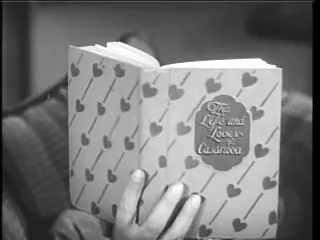 The
Life and
Loves
of
Casanova